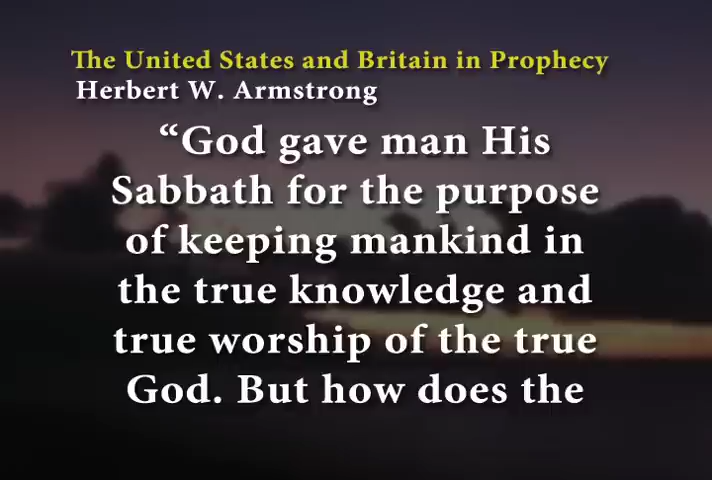 The United States and Britain in Prophecy
Herbert W. Armstrong
“God gave man His
Sabbath for the purpose
of keeping mankind in
the true knowledge and
true worship of the true
God. But how does the